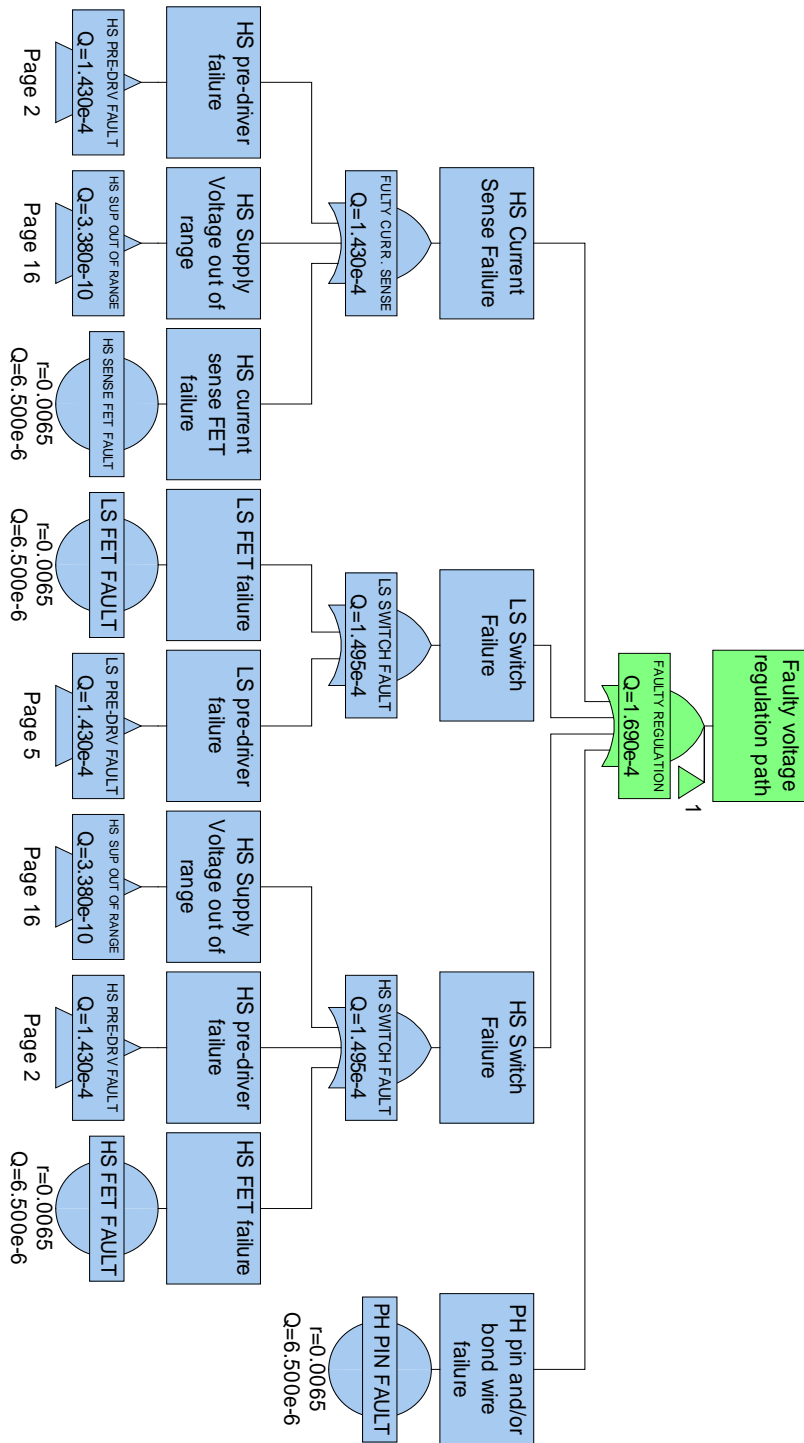 Faulty voltage
regulation path
FAULTY REGULATION
Q=1.690e-4
1
HS Current
Sense Failure
FULTY CURR. SENSE
Q=1.430e-4
LS Switch
Failure
LS SWITCH FAULT
Q=1.495e-4
HS Switch
Failure
HS SWITCH FAULT
Q=1.495e-4
PH pin and/or
bond wire
failure
PH PIN FAULT
r=0.0065
Q=6.500e-6
HS pre-driver
failure
HS PRE-DRV FAULT
Q=1.430e-4
Page 2
HS Supply
Voltage out of
range
HS SUP OUT OF RANGE
Q=3.380e-10
Page 16
HS current
sense FET
failure
HS SENSE FET FAULT
r=0.0065
Q=6.500e-6
LS FET failure
LS FET FAULT
r=0.0065
Q=6.500e-6
LS pre-driver
failure
LS PRE-DRV FAULT
Q=1.430e-4
Page 5
HS Supply
Voltage out of
range
HS SUP OUT OF RANGE
Q=3.380e-10
Page 16
HS pre-driver
failure
HS PRE-DRV FAULT
Q=1.430e-4
Page 2
HS FET failure
HS FET FAULT
r=0.0065
Q=6.500e-6